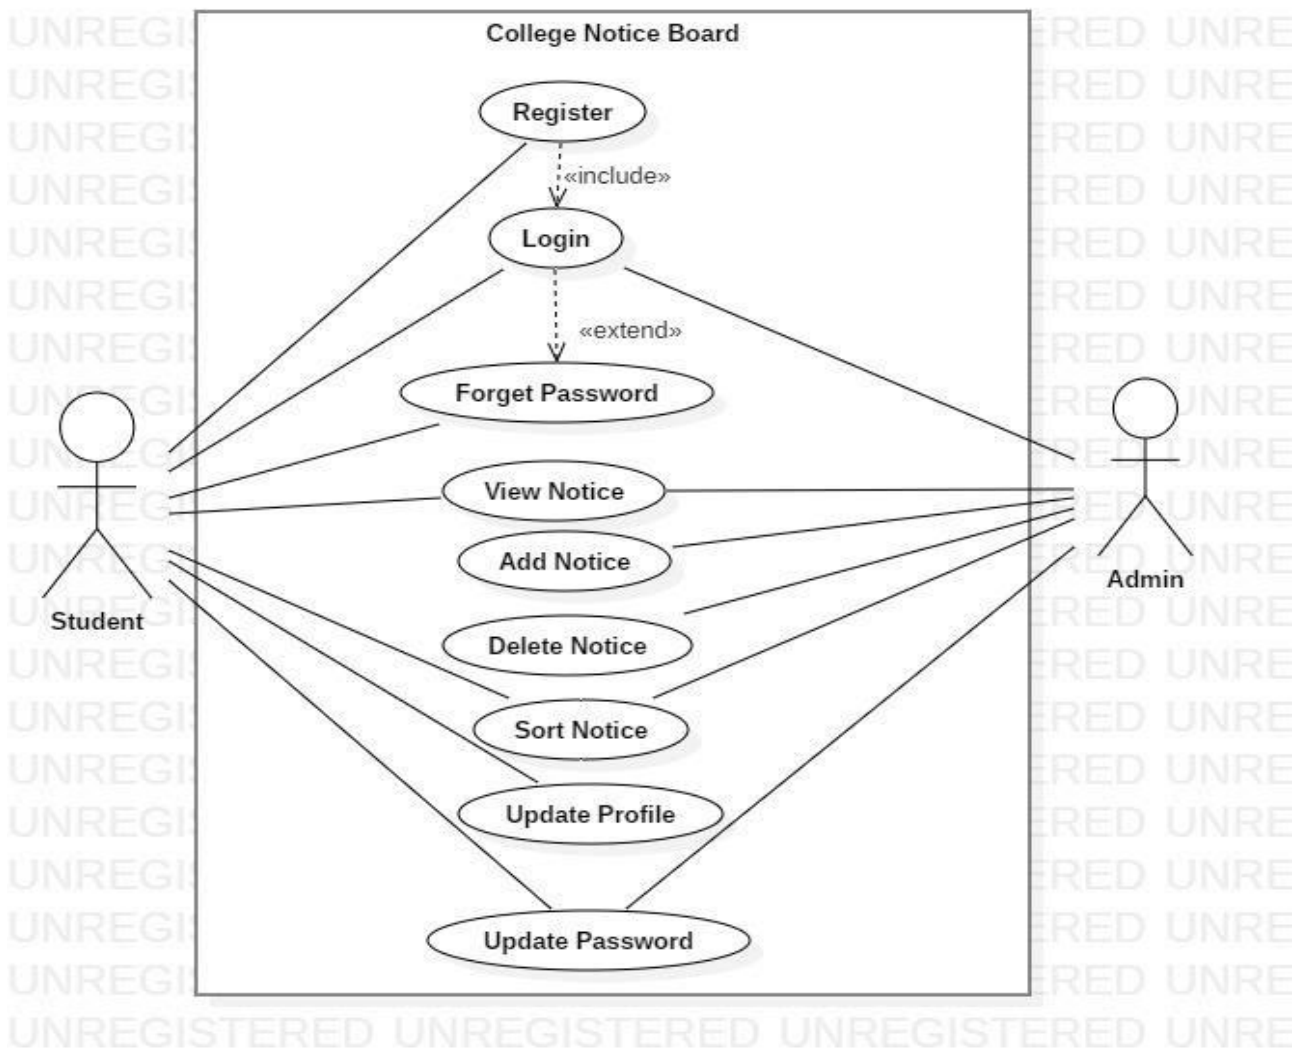 College Notice Board
Register
«include»
Login
«extend»
Forget Password
View Notice
Add Notice
Delete Notice
Sort Notice
Update Profile
Update Password
Student
Admin
UNREGISTERED UNREGISTERED UNREGISTERED UNRE